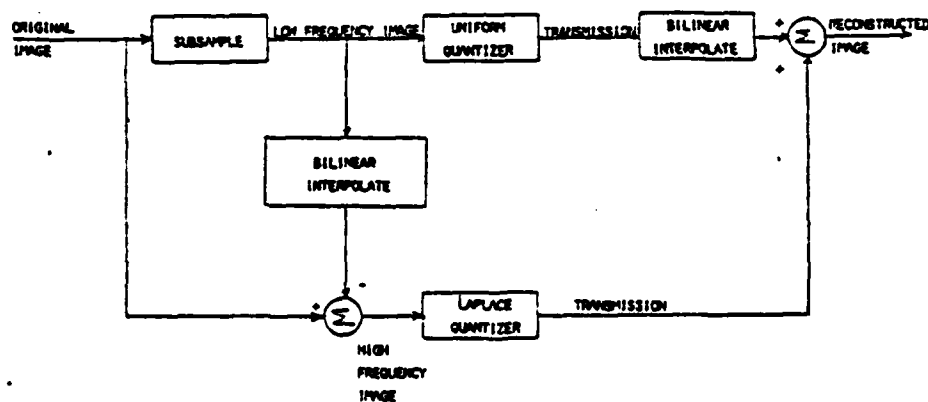 ORIGINAL
IMAGE
SUBSAMPLE
LOW FREQUENCY IMAGE
UNIFORM
QUANTIZER
TRANSMISSION
BILINEAR
INTERPOLATE
+
+
Σ
RECONSTRUCTED
IMAGE
BILINEAR
INTERPOLATE
-
+
Σ
LAPLACE
QUANTIZER
TRANSMISSION
HIGH
FREQUENCY
IMAGE